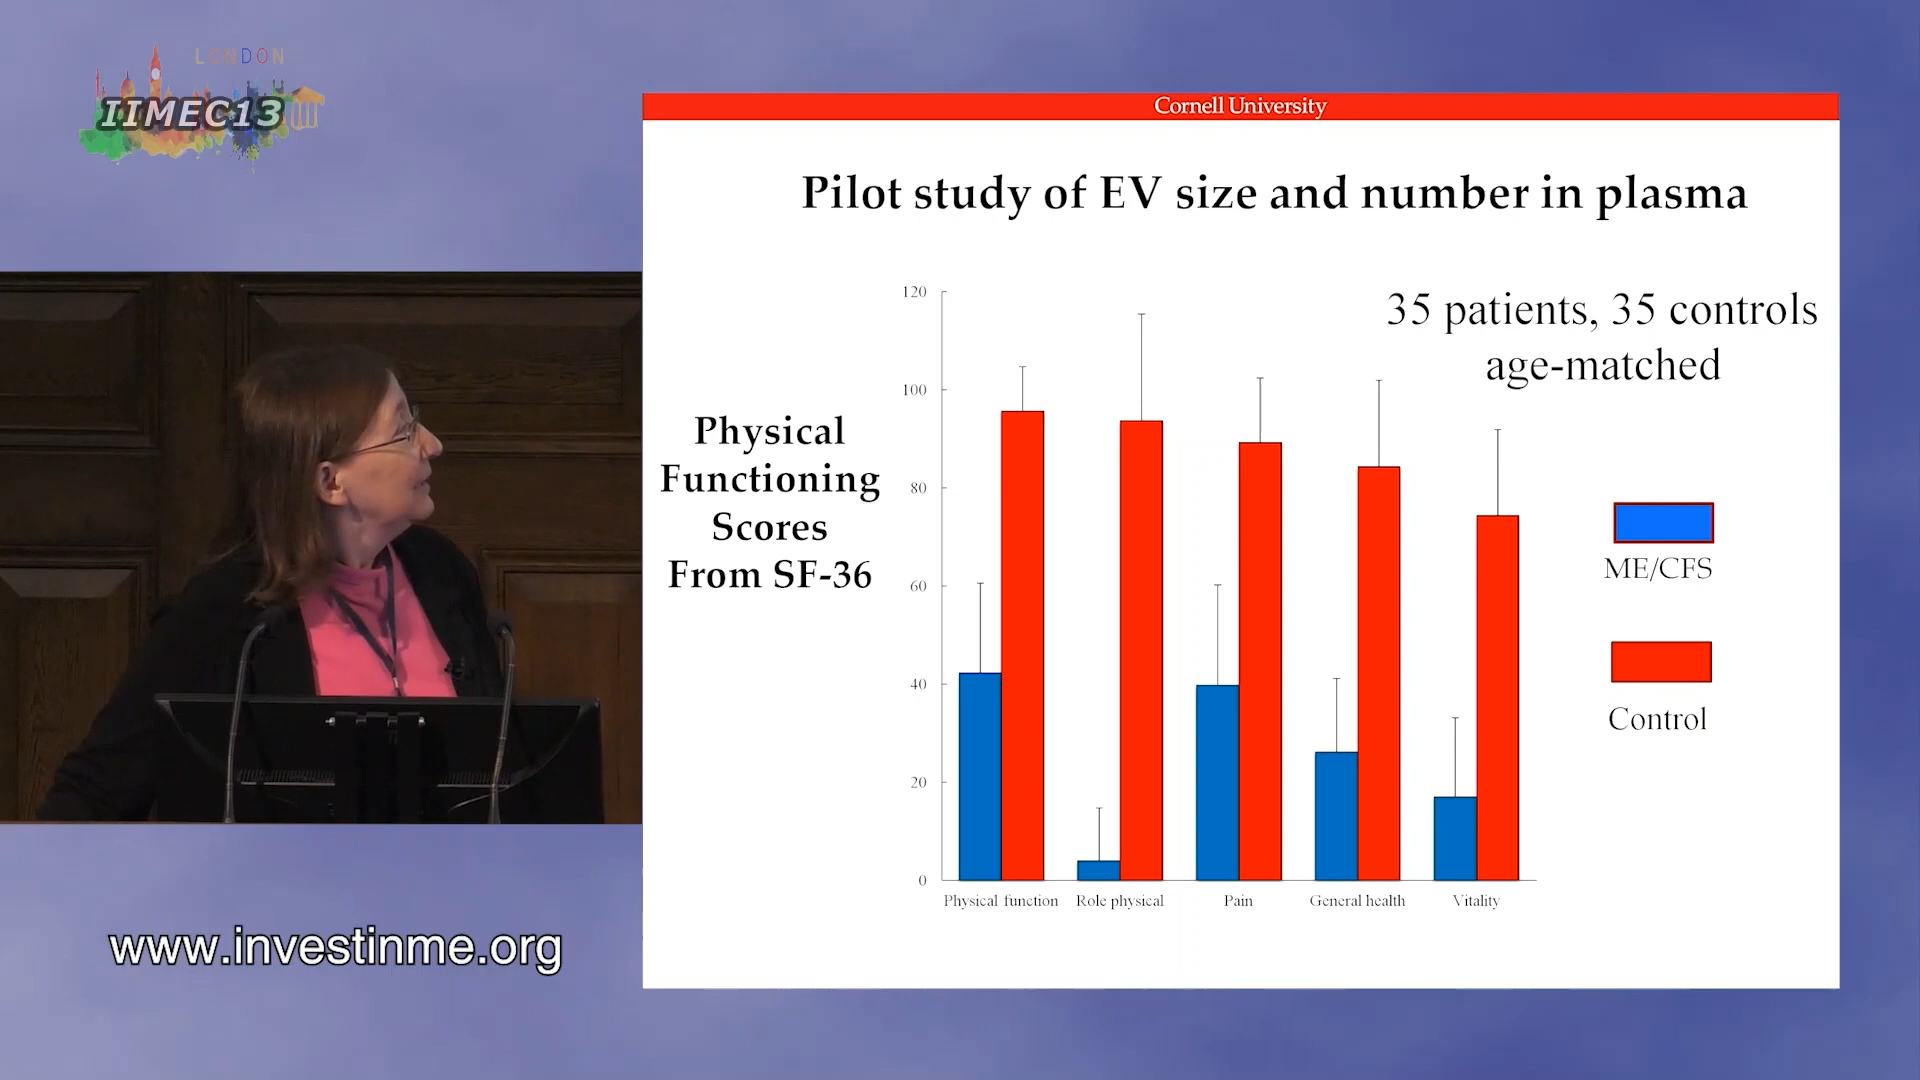 LONDON
IIMEC13
Cornell University
Pilot study of EV size and number in plasma
35 patients, 35 controls
age-matched
Physical
Functioning
Scores
From SF-36
120
100
80
60
40
20
0
Physical function
Role physical
Pain
General health
Vitality
ME/CFS
Control
www.investinme.org